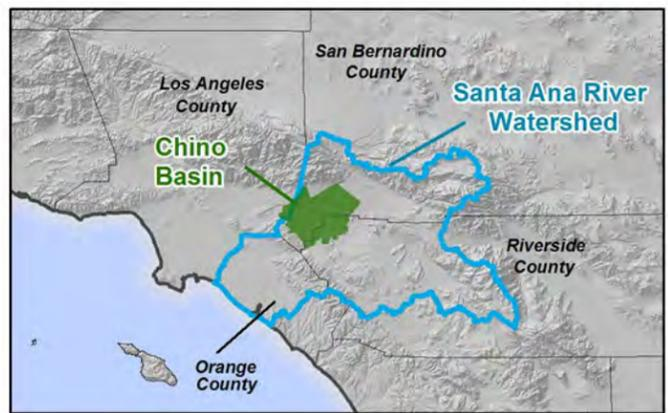 San Bernardino
County
Los Angeles
County
Santa Ana River
Watershed
Chino
Basin
Riverside
County
Orange
County